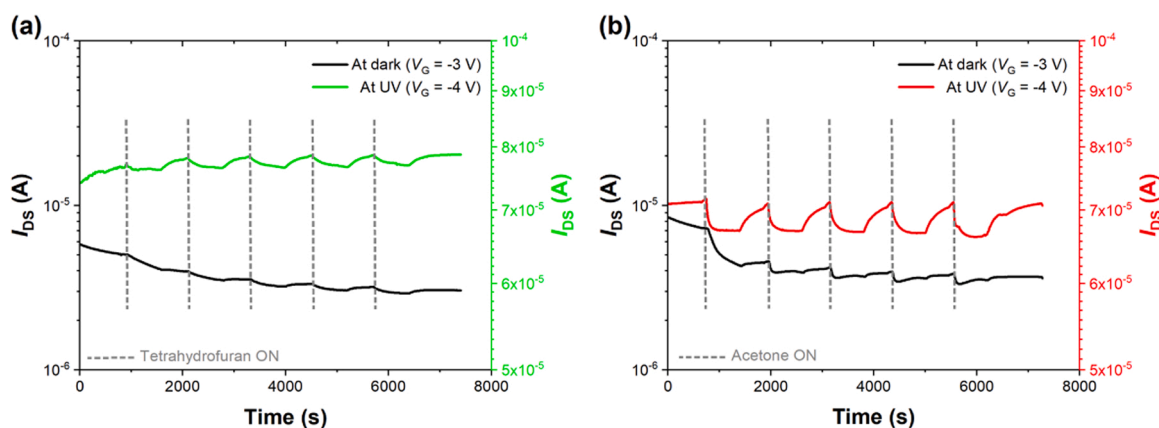 (a)
10⁻⁴
10⁻⁵
10⁻⁶
I_DS (A)
At dark (V_G = -3 V)
At UV (V_G = -4 V)
Tetrahydrofuran ON
10⁻⁴
9x10⁻⁵
8x10⁻⁵
7x10⁻⁵
6x10⁻⁵
5x10⁻⁵
I_DS (A)
0 2000 4000 6000 8000
Time (s)
(b)
10⁻⁴
10⁻⁵
10⁻⁶
I_DS (A)
At dark (V_G = -3 V)
At UV (V_G = -4 V)
Acetone ON
10⁻⁴
9x10⁻⁵
8x10⁻⁵
7x10⁻⁵
6x10⁻⁵
5x10⁻⁵
I_DS (A)
0 2000 4000 6000 8000
Time (s)